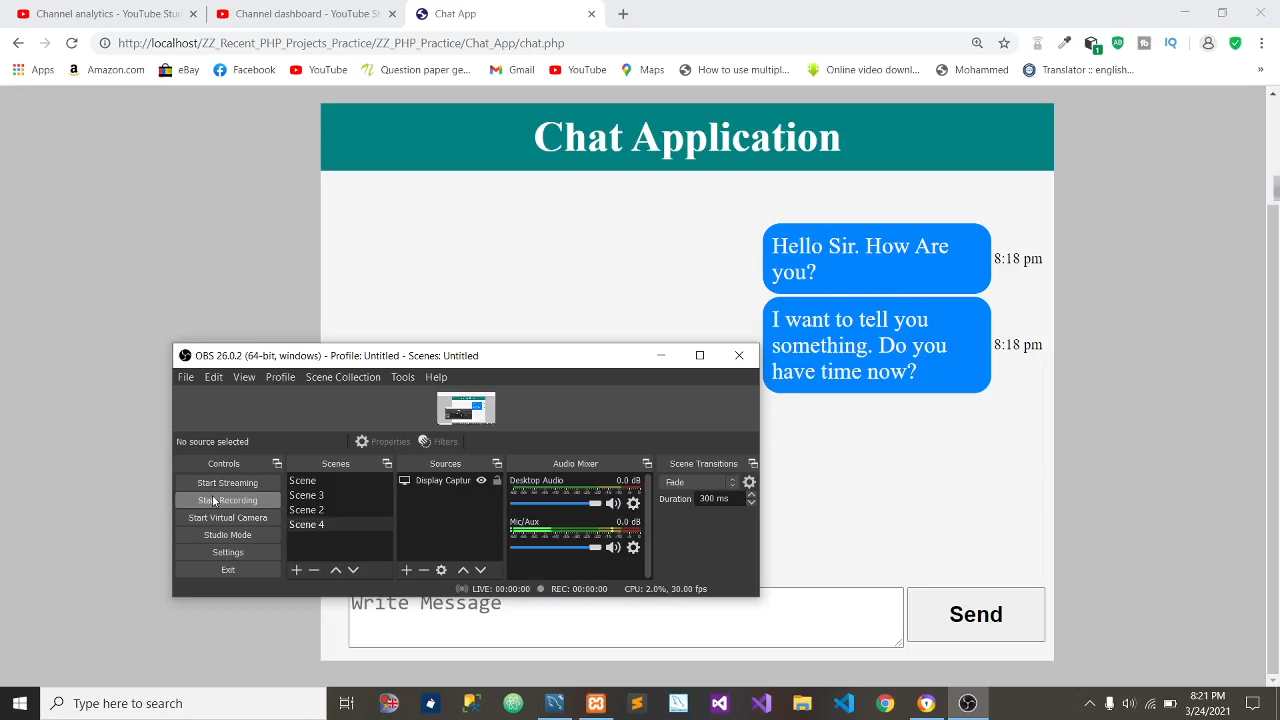 Channel analytics - YouTube Stu
Channel dashboard - YouTube S
Chat App
http://localhost/ZZ_Recent_PHP_Projects_Practice/ZZ_PHP_Practice/Chat_App/chat.php
Apps
Amazon.com
eBay
Facebook
YouTube
Question paper ge...
Gmail
YouTube
Maps
How to use multipl...
Online video downl...
Mohammed
Translator :: english...
Chat Application
Hello Sir. How Are
you?
8:18 pm
I want to tell you
something. Do you
have time now?
8:18 pm
OBS 26.0.2 (64-bit, windows) - Profile: Untitled - Scenes: Untitled
File Edit View Profile Scene Collection Tools Help
No source selected
Properties
Filters
Controls
Scenes
Sources
Audio Mixer
Scene Transitions
Start Streaming
Start Recording
Start Virtual Camera
Studio Mode
Settings
Exit
Scene
Scene 3
Scene 2
Scene 4
Display Captur
Desktop Audio 0.0 dB
Mic/Aux 0.0 dB
Fade
Duration 300 ms
LIVE: 00:00:00
REC: 00:00:00
CPU: 2.0%, 30.00 fps
Write Message
Send
Type here to search
8:21 PM
3/24/2021